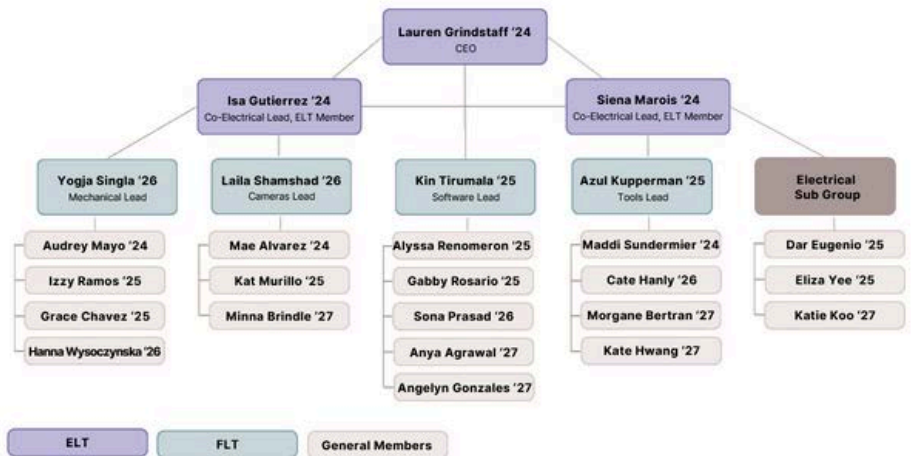 Lauren Grindstaff '24
CEO
Isa Gutierrez '24
Co-Electrical Lead, ELT Member
Siena Marois '24
Co-Electrical Lead, ELT Member
Yogja Singla '26
Mechanical Lead
Laila Shamshad '26
Cameras Lead
Kin Tirumala '25
Software Lead
Azul Kupperman '25
Tools Lead
Electrical
Sub Group
Audrey Mayo '24
Izzy Ramos '25
Grace Chavez '25
Hanna Wysoczynska '26
Mae Alvarez '24
Kat Murillo '25
Minna Brindle '27
Alyssa Renomeron '25
Gabby Rosario '25
Sona Prasad '26
Anya Agrawal '27
Angelyn Gonzales '27
Maddi Sundermier '24
Cate Hanly '26
Morgane Bertran '27
Kate Hwang '27
Dar Eugenio '25
Eliza Yee '25
Katie Koo '27
ELT
FLT
General Members